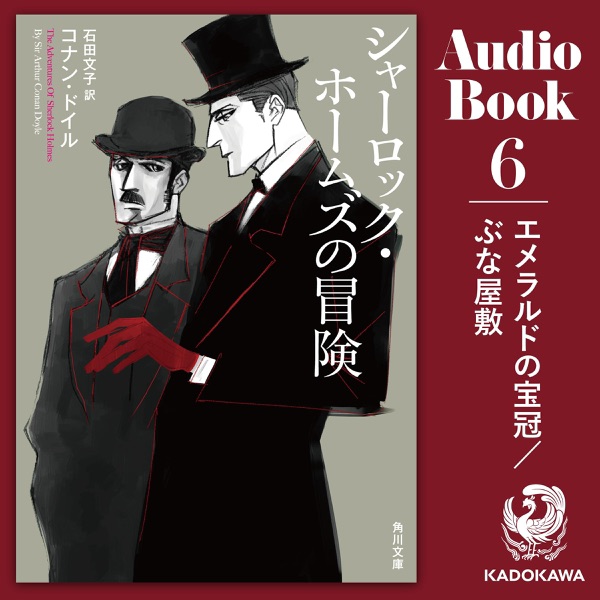 シャーロック・
ホームズの冒険
石田文子 訳
コナン・ドイル
The Adventures Of Sherlock Holmes
By Sir Arthur Conan Doyle
角川文庫
Audio
Book
6
エメラルドの宝冠／
ぶな屋敷
KADOKAWA